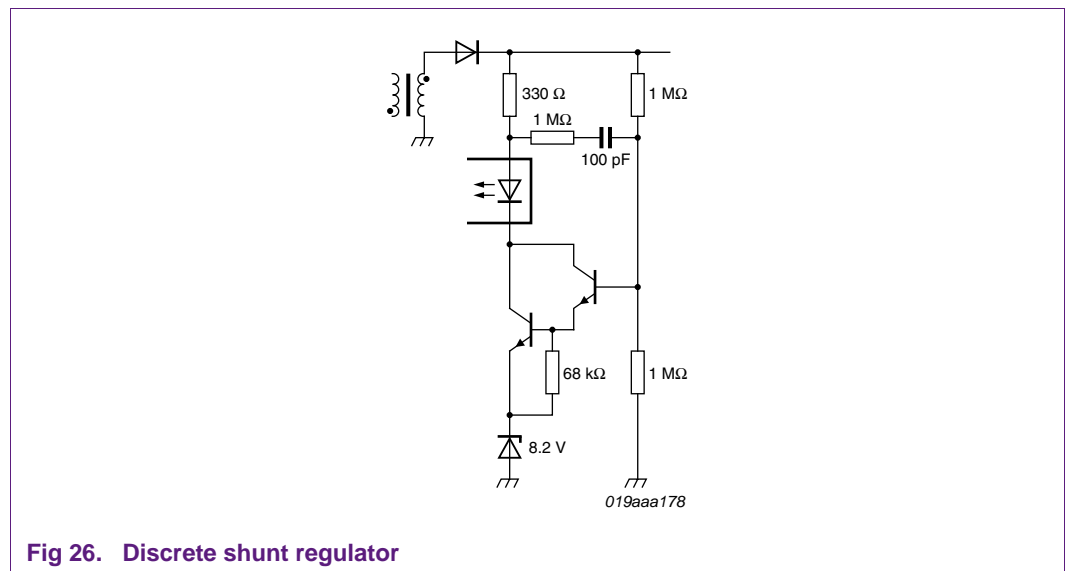 330 Ω
1 MΩ
1 MΩ
100 pF
68 kΩ
1 MΩ
8.2 V
019aaa178
Fig 26. Discrete shunt regulator